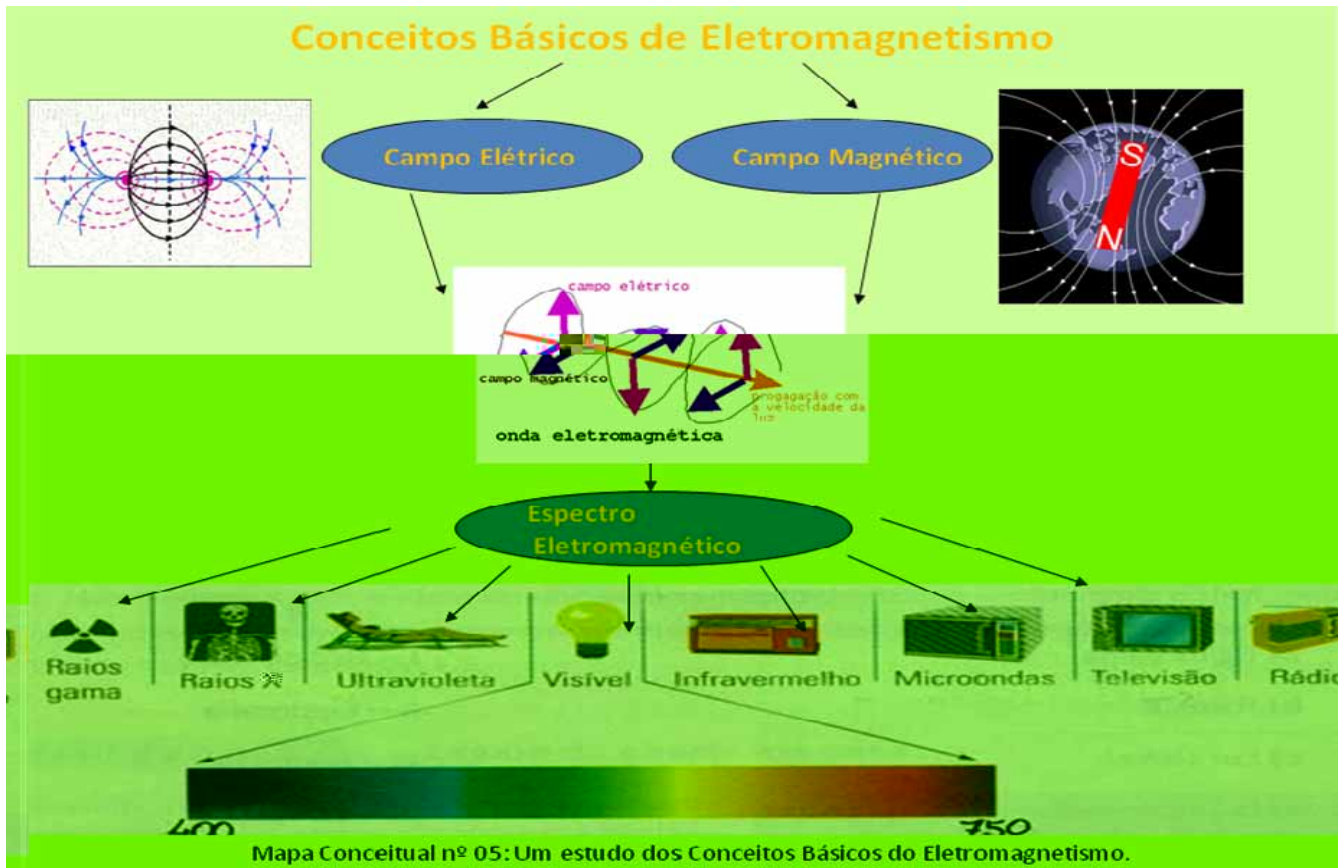 Conceitos Básicos de Eletromagnetismo
Campo Elétrico
Campo Magnético
S
N
campo elétrico
campo magnético
progagação com
a velocidade da
luz
onda eletromagnética
Espectro
Eletromagnético
Raios
gama
Raios X
Ultravioleta
Visível
Infravermelho
Microondas
Televisão
Rádi
400
750
Mapa Conceitual nº 05: Um estudo dos Conceitos Básicos do Eletromagnetismo.